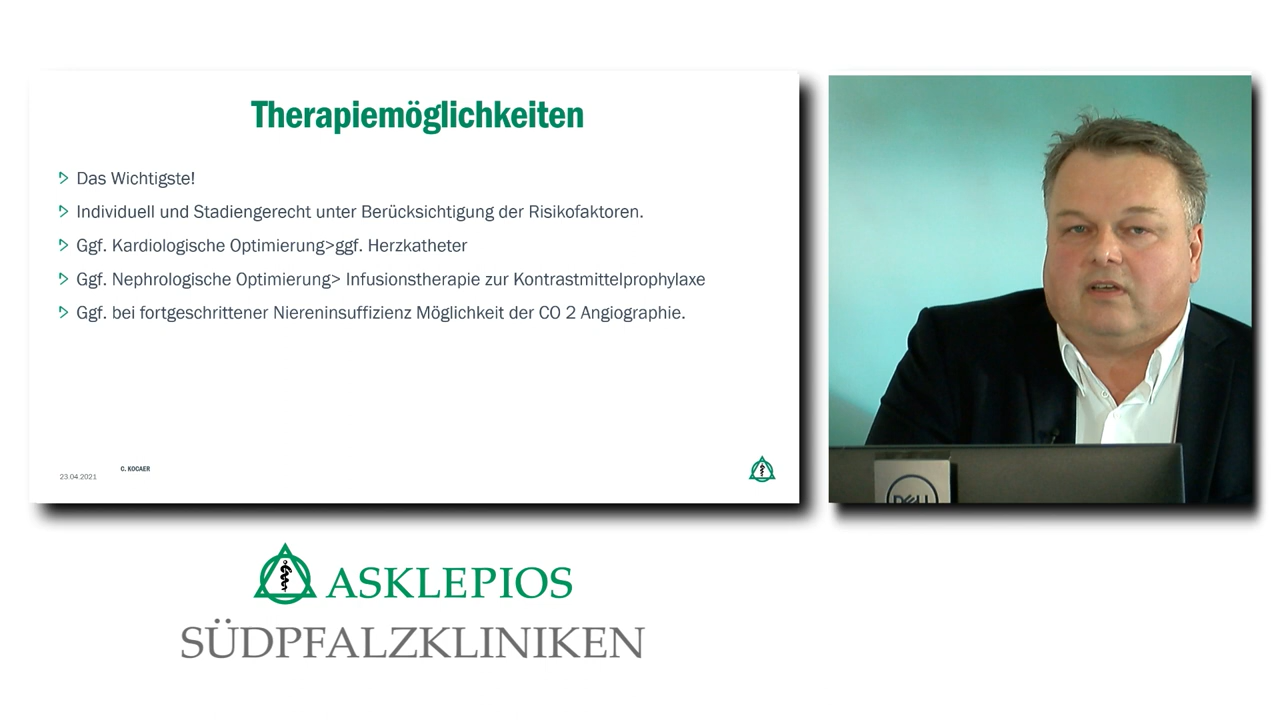 Therapiemöglichkeiten
Das Wichtigste!
Individuell und Stadiengerecht unter Berücksichtigung der Risikofaktoren.
Ggf. Kardiologische Optimierung>ggf. Herzkatheter
Ggf. Nephrologische Optimierung> Infusionstherapie zur Kontrastmittelprophylaxe
Ggf. bei fortgeschrittener Niereninsuffizienz Möglichkeit der CO 2 Angiographie.
23.04.2021
C. KOCAER
DELL
ASKLEPIOS
SÜDPFALZKLINIKEN